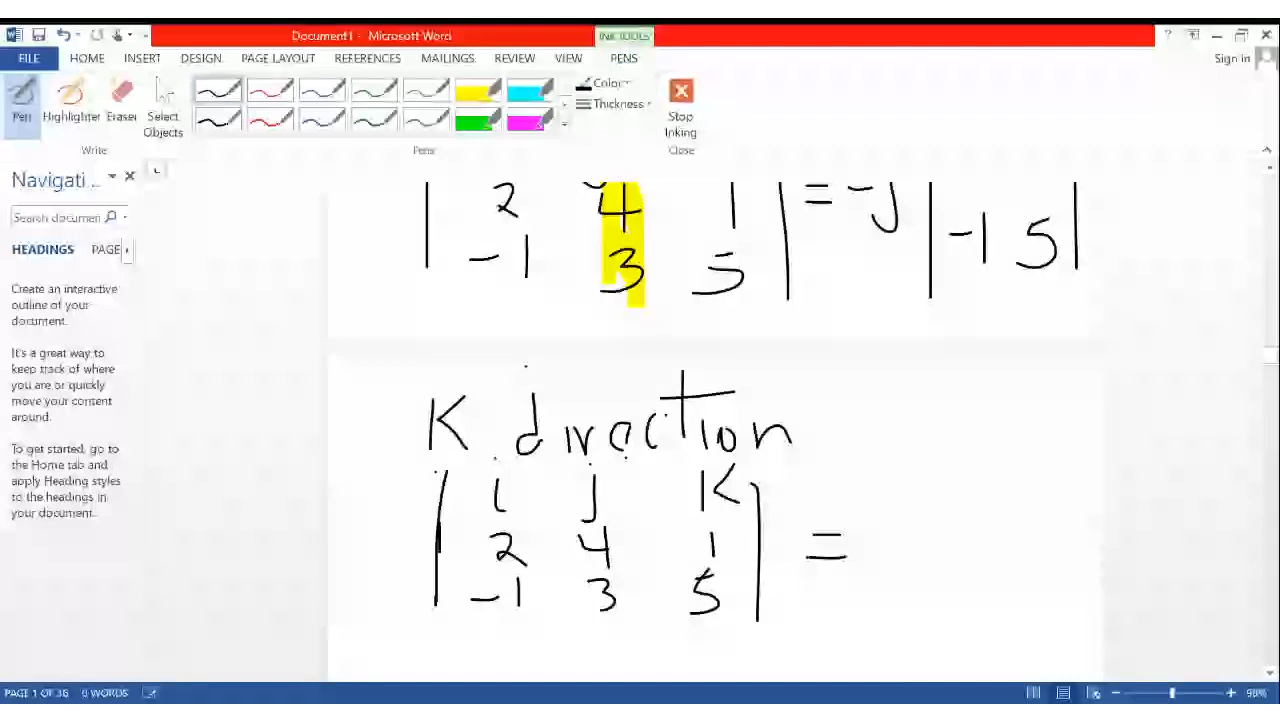 Document1 - Microsoft Word
INK TOOLS
?
Sign in
FILE HOME INSERT DESIGN PAGE LAYOUT REFERENCES MAILINGS REVIEW VIEW PENS
Pen Highlighter Eraser Select Objects
Color
Thickness
Stop Inking
Write Pens Close
Navigati...
Search documen
HEADINGS PAGE
Create an interactive
outline of your
document.
It's a great way to
keep track of where
you are or quickly
move your content
around.
To get started, go to
the Home tab and
apply Heading styles
to the headings in
your document.
| 2 4 1 | = -j |
| -1 3 5 | | -1 5 |
K direction
| i j K |
| 2 4 1 | =
| -1 3 5 |
PAGE 1 OF 36 0 WORDS
98%